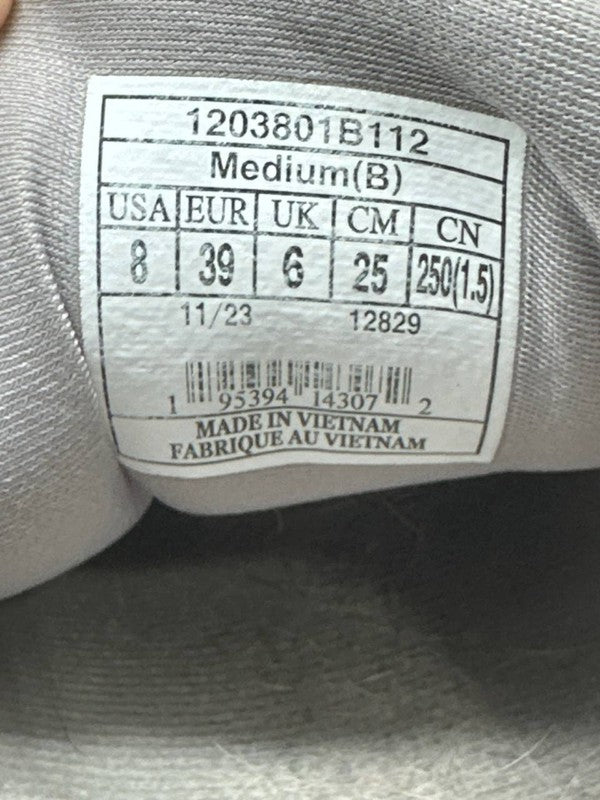 1203801B112
Medium(B)
USA EUR UK CM CN
8 39 6 25 250(1.5)
11/23 12829
1 95394 14307 2
MADE IN VIETNAM
FABRIQUE AU VIETNAM